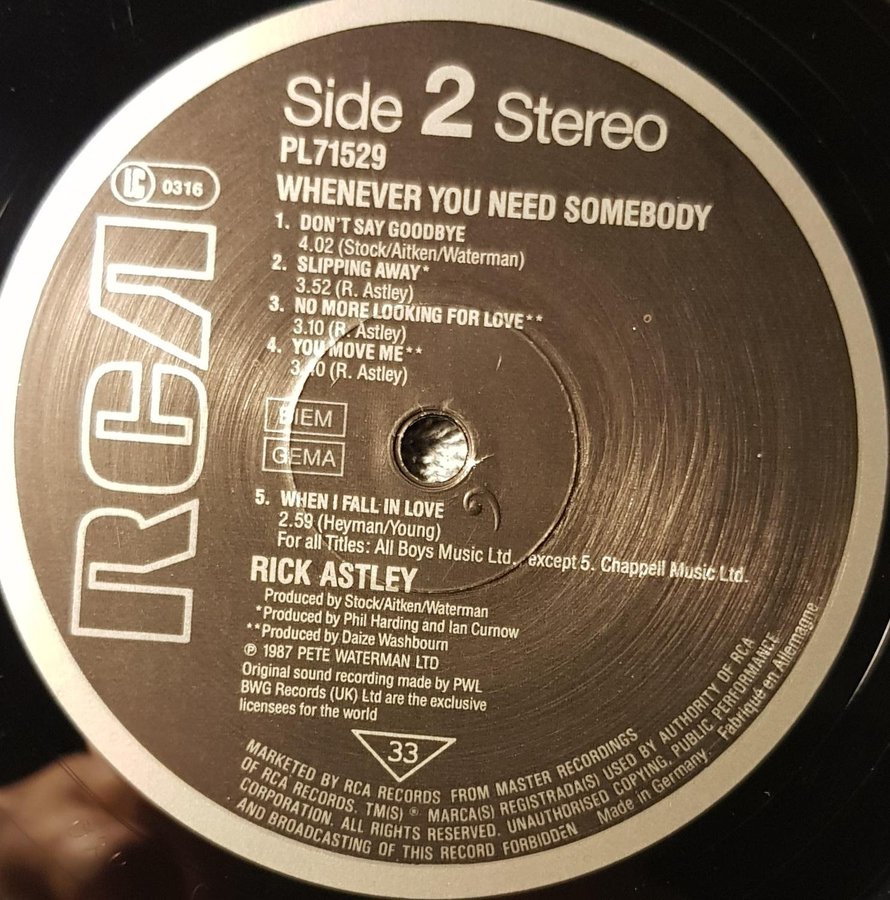 Side 2 Stereo
PL71529
LC 0316
WHENEVER YOU NEED SOMEBODY
1. DON'T SAY GOODBYE
4.02 (Stock/Aitken/Waterman)
2. SLIPPING AWAY*
3.52 (R. Astley)
3. NO MORE LOOKING FOR LOVE**
3.10 (R. Astley)
4. YOU MOVE ME**
3.40 (R. Astley)
RCA
BIEM
GEMA
5. WHEN I FALL IN LOVE
2.59 (Heyman/Young)
For all Titles: All Boys Music Ltd., except 5. Chappell Music Ltd.
RICK ASTLEY
Produced by Stock/Aitken/Waterman
*Produced by Phil Harding and Ian Curnow
**Produced by Daize Washbourn
℗ 1987 PETE WATERMAN LTD
Original sound recording made by PWL
BWG Records (UK) Ltd are the exclusive
licensees for the world
33
MARKETED BY RCA RECORDS FROM MASTER RECORDINGS
OF RCA RECORDS. TM(S) ® MARCA(S) REGISTRADA(S) USED BY AUTHORITY OF RCA
CORPORATION. ALL RIGHTS RESERVED. UNAUTHORISED COPYING, PUBLIC PERFORMANCE
AND BROADCASTING OF THIS RECORD FORBIDDEN Made in Germany. Fabriqué en Allemagne